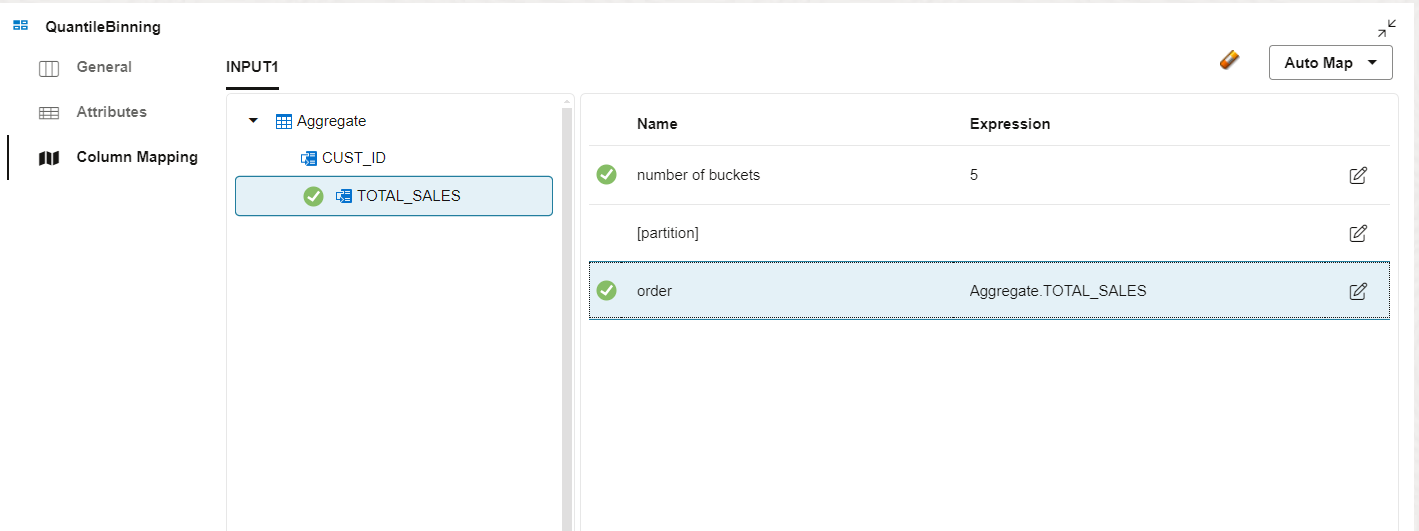 QuantileBinning
General
Attributes
Column Mapping
INPUT1
Auto Map
Aggregate
CUST_ID
TOTAL_SALES
Name Expression
number of buckets 5
[partition]
order Aggregate.TOTAL_SALES